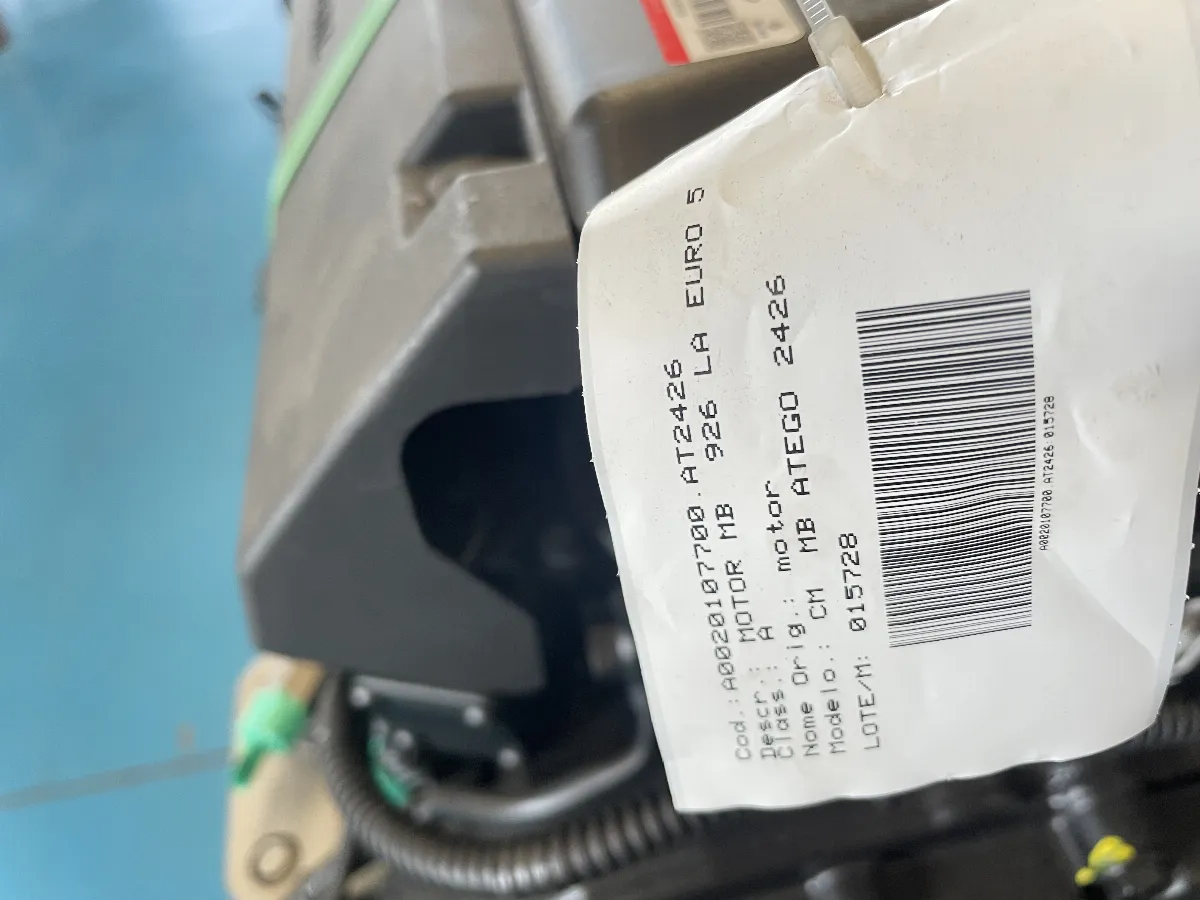 Cod.:A0020107700.AT2426
Descr.: MOTOR MB 926 LA EURO 5
Class.: A
Nome Orig.: motor
Modelo.: CM MB ATEGO 2426
LOTE/M: 015728
A0020107700.AT2426:015728